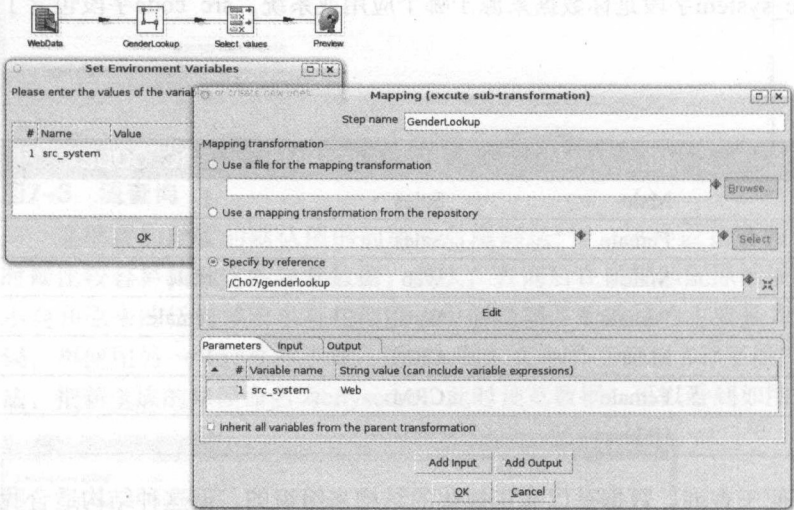 WebData GenderLookup Select values Preview
Set Environment Variables
Please enter the values of the variab
# Name Value
1 src_system
OK
Mapping (excute sub-transformation)
Step name GenderLookup
Mapping transformation
Use a file for the mapping transformation
Browse...
Use a mapping transformation from the repository
Select
Specify by reference
/Ch07/genderlookup
Edit
Parameters Input Output
# Variable name String value (can include variable expressions)
1 src_system Web
Inherit all variables from the parent transformation
Add Input Add Output
OK Cancel